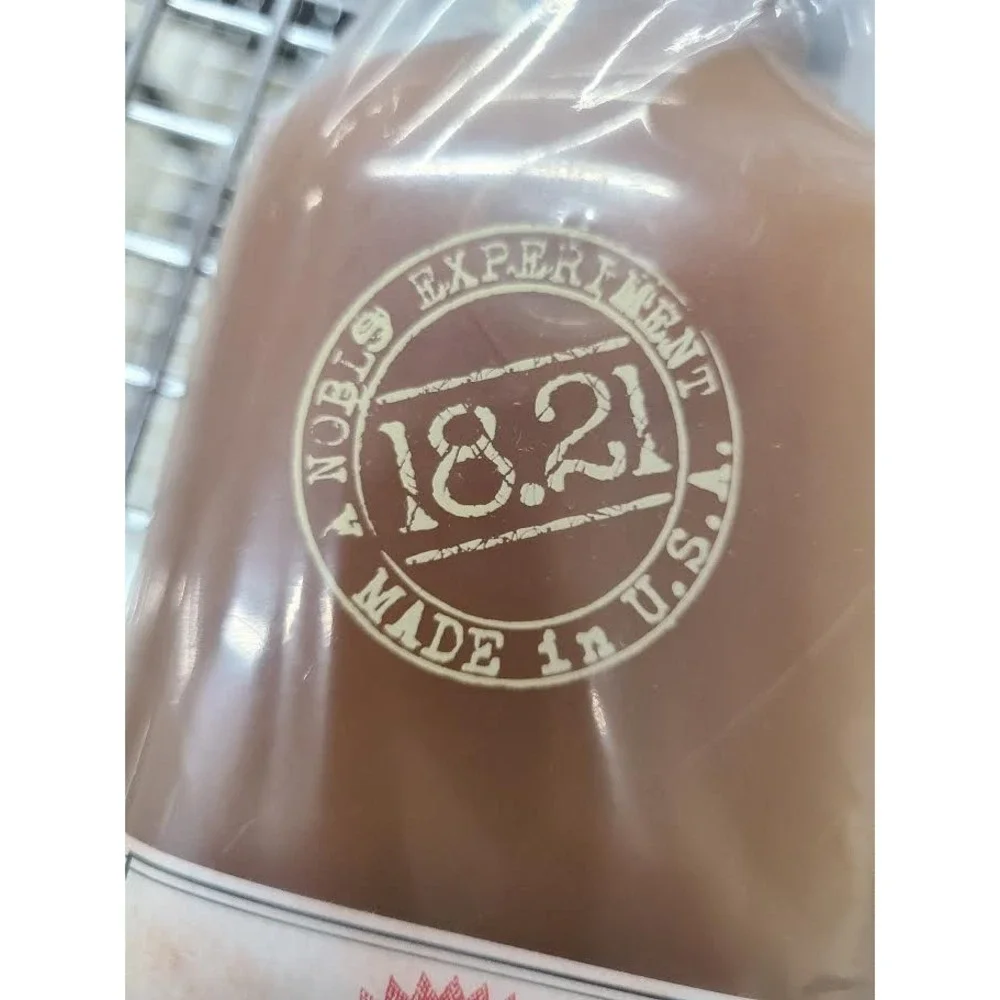 A NOBLE EXPERIMENT
18.21
MADE in U.S.A.